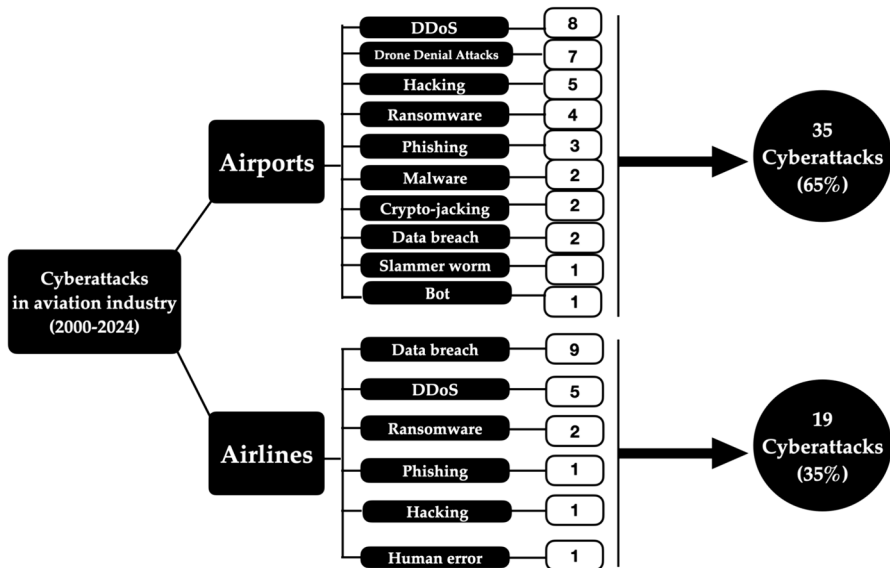 Cyberattacks
in aviation industry
(2000-2024)
Airports
DDoS 8
Drone Denial Attacks 7
Hacking 5
Ransomware 4
Phishing 3
Malware 2
Crypto-jacking 2
Data breach 2
Slammer worm 1
Bot 1
35
Cyberattacks
(65%)
Airlines
Data breach 9
DDoS 5
Ransomware 2
Phishing 1
Hacking 1
Human error 1
19
Cyberattacks
(35%)